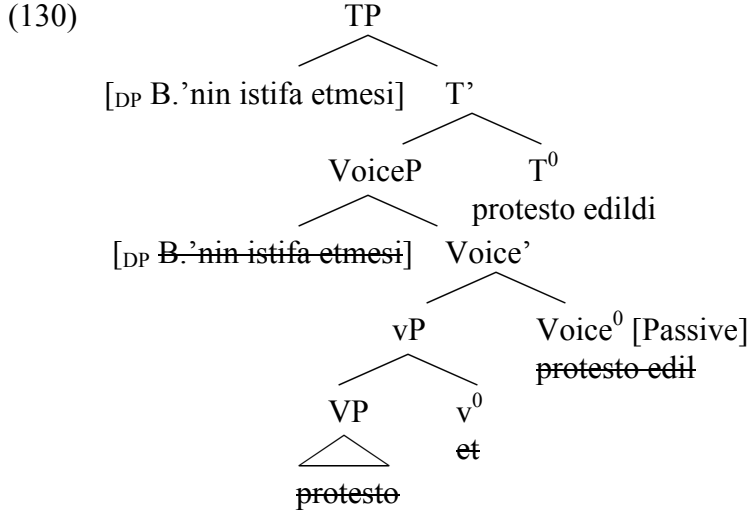 (130) TP
[DP B.’nin istifa etmesi] T’
VoiceP T0
protesto edildi
[DP B.’nin istifa etmesi] Voice’
vP Voice0 [Passive]
protesto edil
VP v0
et
protesto